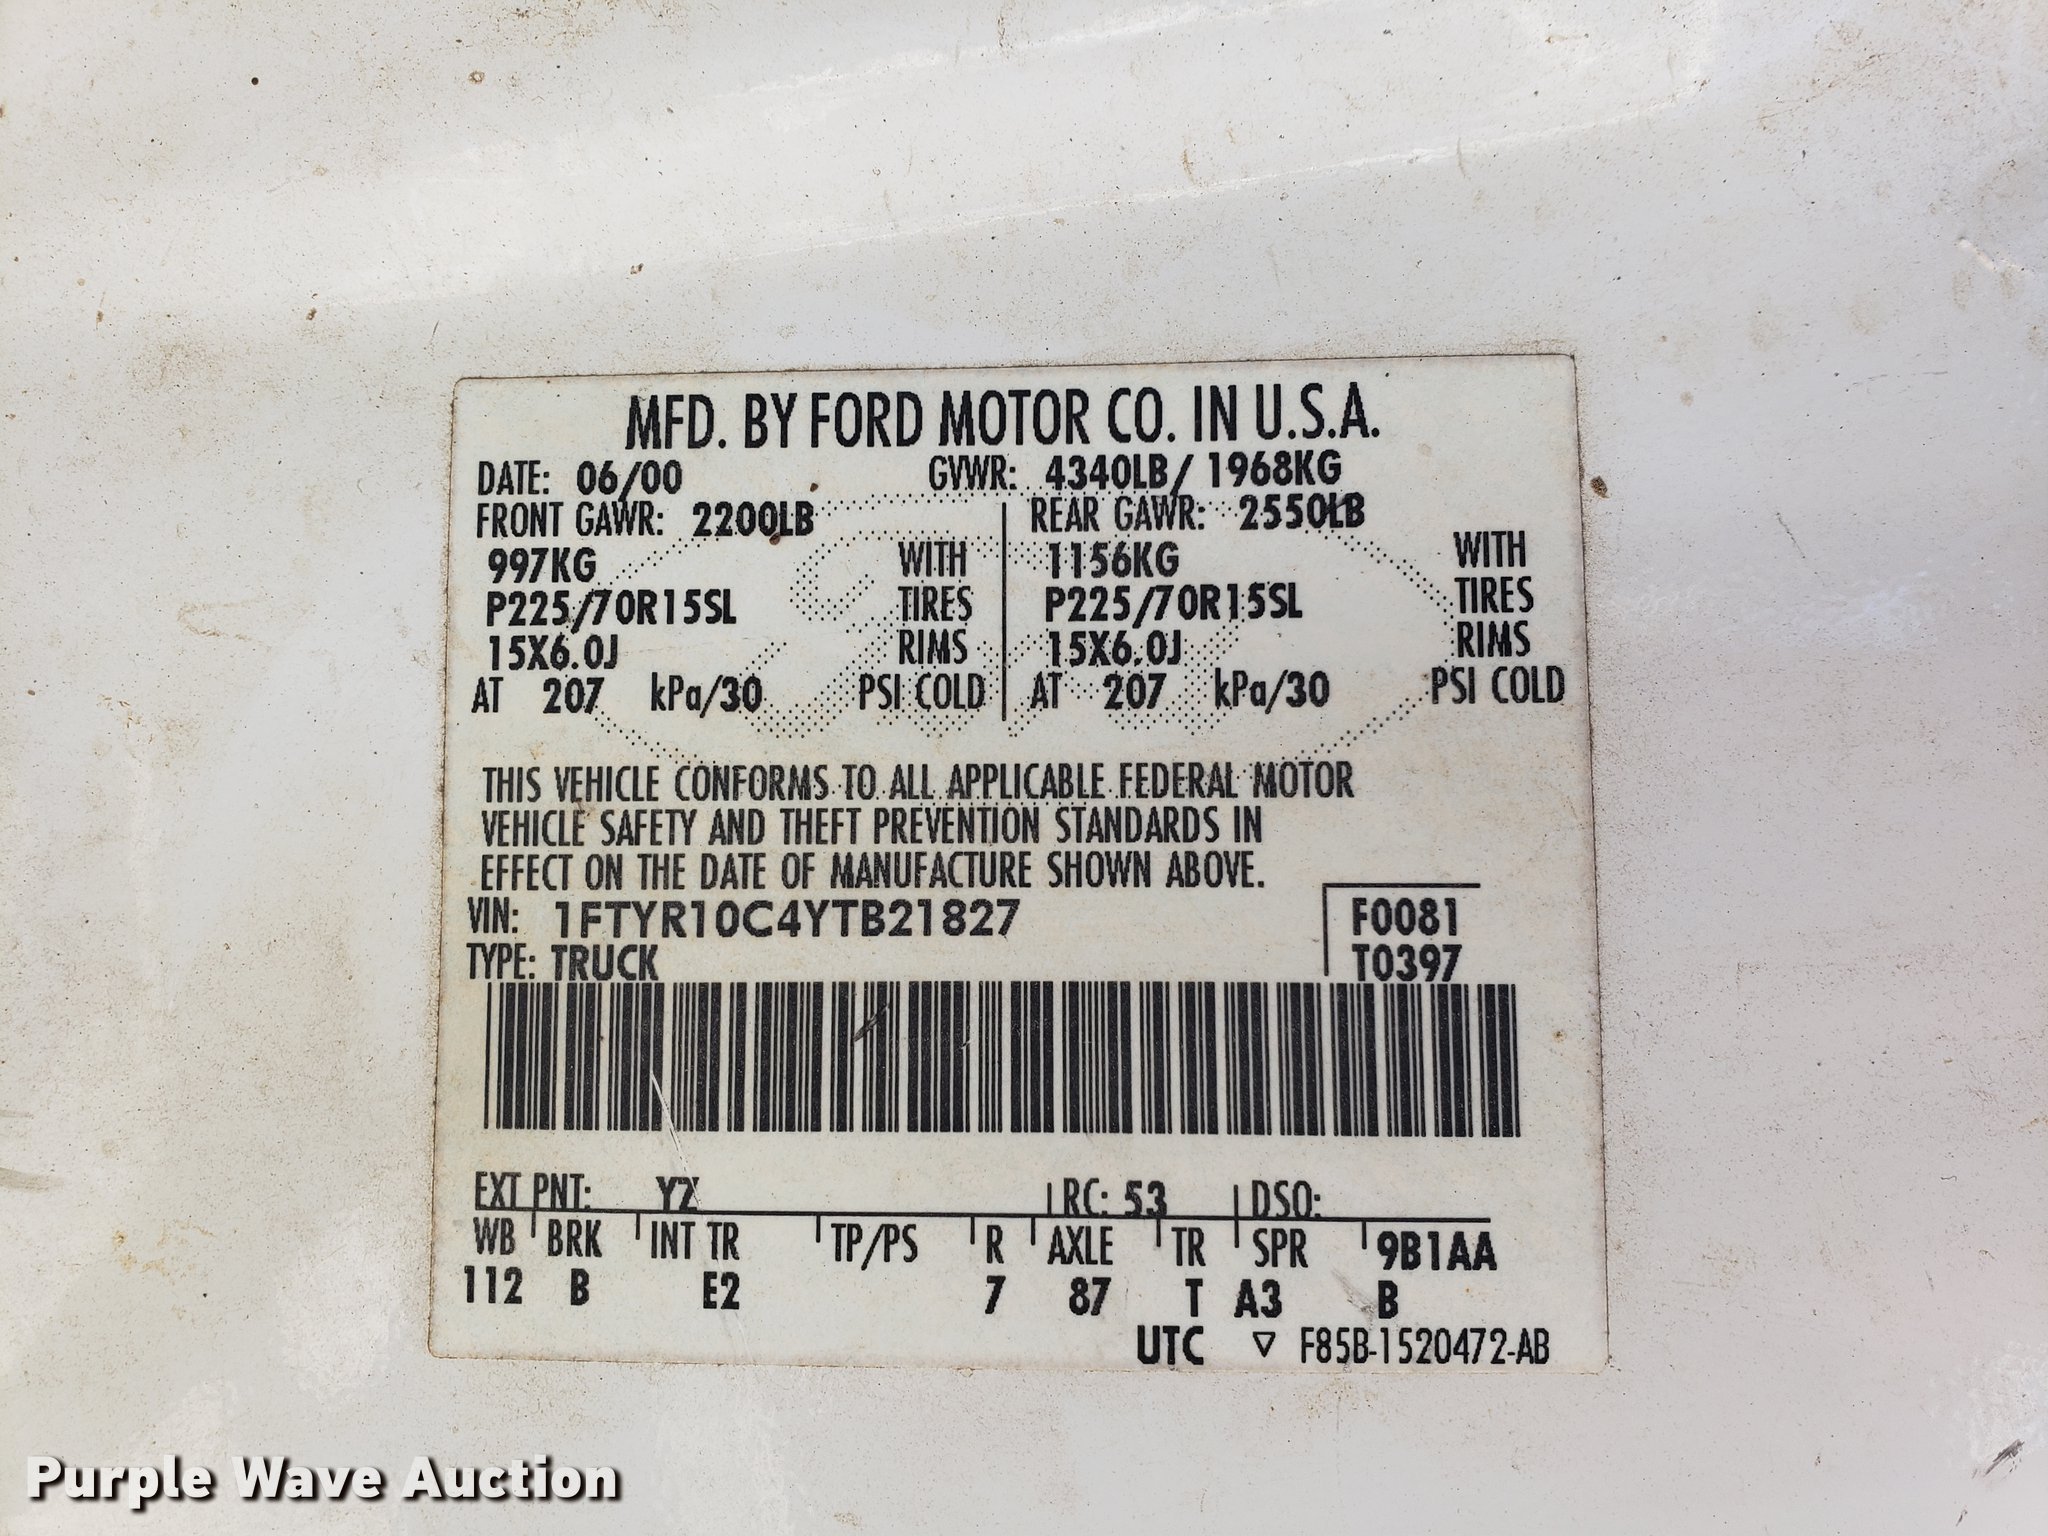 MFD. BY FORD MOTOR CO. IN U.S.A.
DATE: 06/00 GVWR: 4340LB/ 1968KG
FRONT GAWR: 2200LB REAR GAWR: 2550LB
997KG WITH 1156KG WITH
P225/70R15SL TIRES P225/70R15SL TIRES
15X6.0J RIMS 15X6.0J RIMS
AT 207 kPa/30 PSI COLD AT 207 kPa/30 PSI COLD
THIS VEHICLE CONFORMS TO ALL APPLICABLE FEDERAL MOTOR
VEHICLE SAFETY AND THEFT PREVENTION STANDARDS IN
EFFECT ON THE DATE OF MANUFACTURE SHOWN ABOVE.
VIN: 1FTYR10C4YTB21827 F0081
TYPE: TRUCK T0397
EXT PNT: YZ RC: 53 DSO:
WB BRK INT TR TP/PS R AXLE TR SPR 9B1AA
112 B E2 7 87 T A3 B
UTC ▽ F85B-1520472-AB
Purple Wave Auction